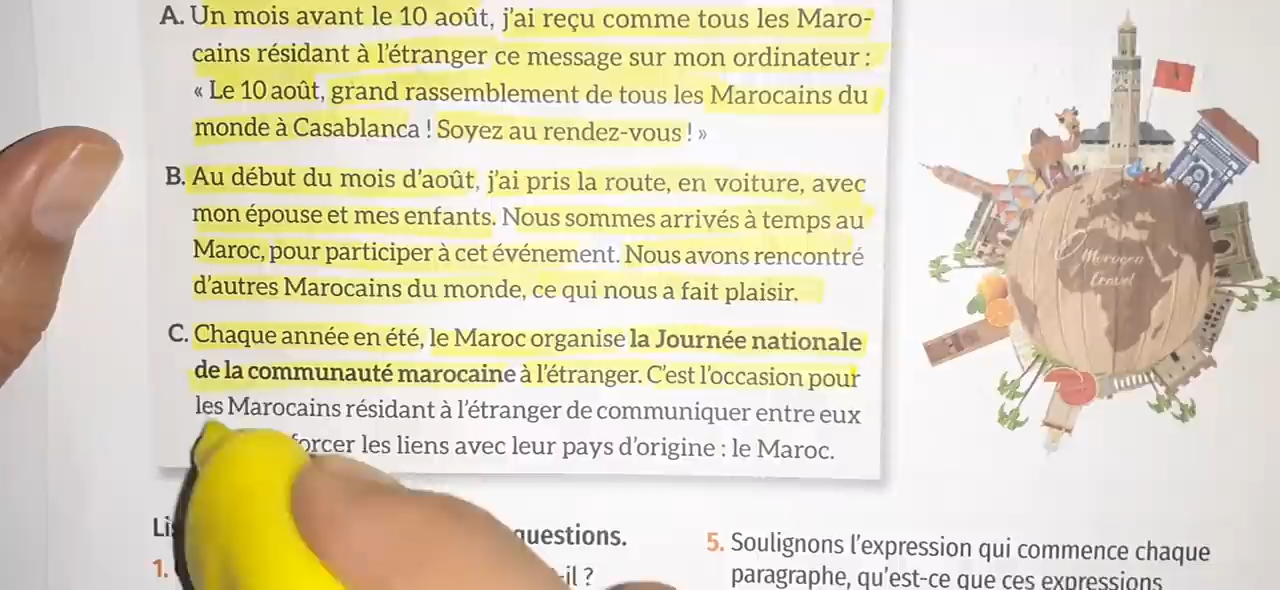 A. Un mois avant le 10 août, j'ai reçu comme tous les Maro-
cains résidant à l'étranger ce message sur mon ordinateur :
« Le 10 août, grand rassemblement de tous les Marocains du
monde à Casablanca ! Soyez au rendez-vous ! »
B. Au début du mois d'août, j'ai pris la route, en voiture, avec
mon épouse et mes enfants. Nous sommes arrivés à temps au
Maroc, pour participer à cet événement. Nous avons rencontré
d'autres Marocains du monde, ce qui nous a fait plaisir.
C. Chaque année en été, le Maroc organise la Journée nationale
de la communauté marocaine à l'étranger. C'est l'occasion pour
les Marocains résidant à l'étranger de communiquer entre eux
les liens avec leur pays d'origine : le Maroc.
questions.
1.
-il ?
5. Soulignons l'expression qui commence chaque
paragraphe, qu'est-ce que ces expressions
Morocco
travel